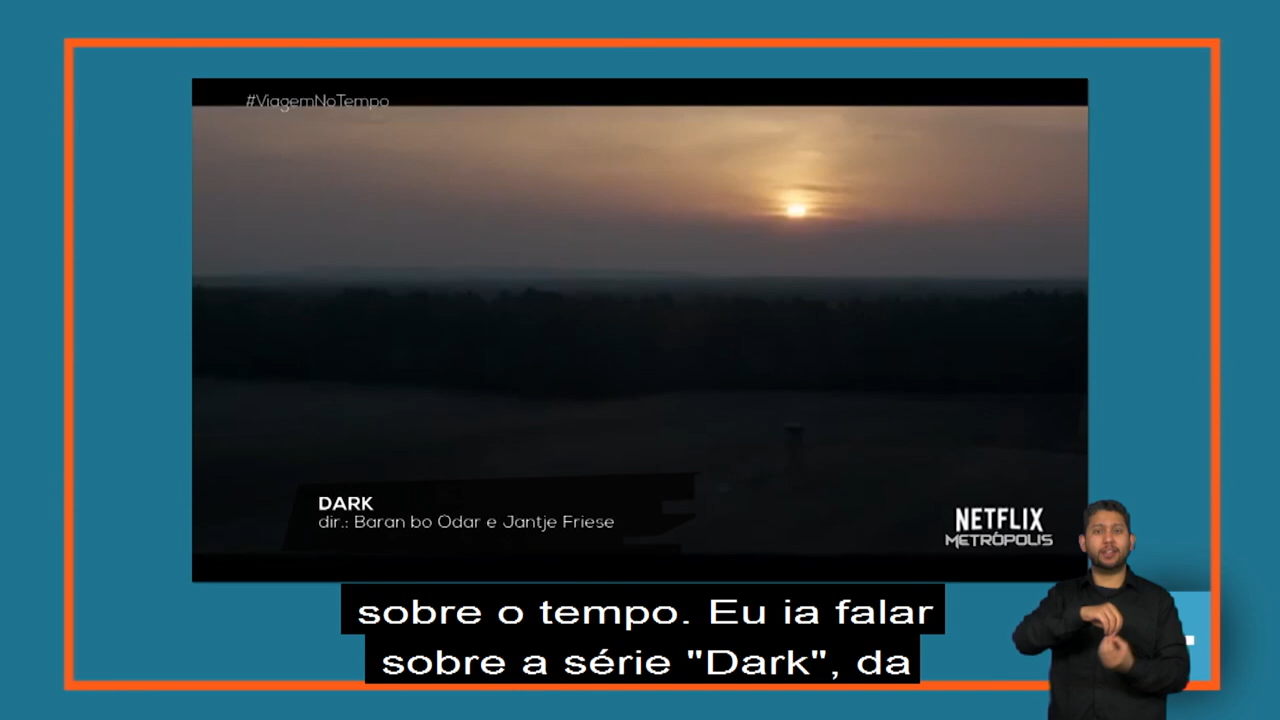 #ViagemNoTempo
DARK
dir.: Baran bo Odar e Jantje Friese
NETFLIX
METRÓPOLIS
sobre o tempo. Eu ia falar
sobre a série "Dark", da